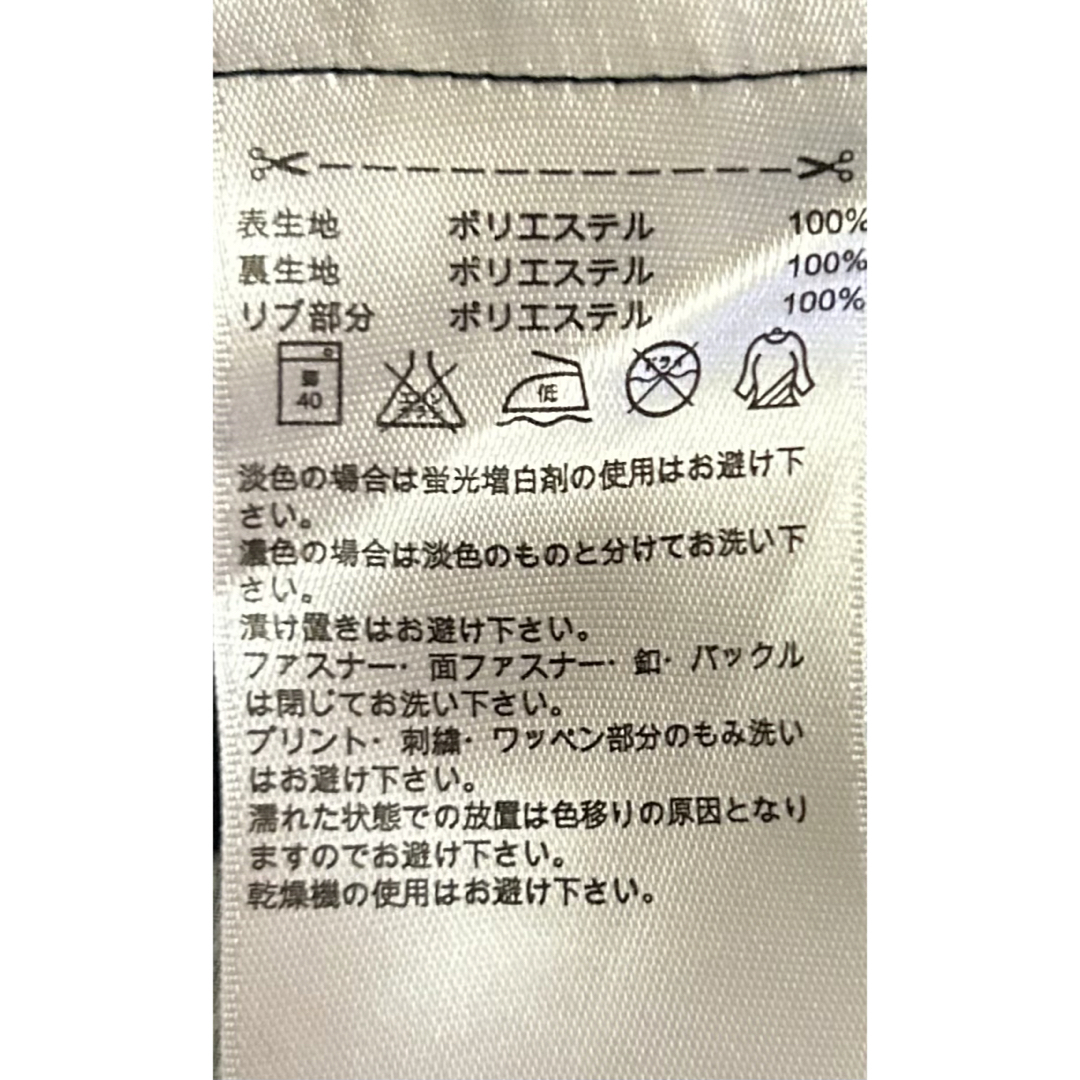 表生地 ポリエステル 100%
裏生地 ポリエステル 100%
リブ部分 ポリエステル 100%
40 低 ドライ
淡色の場合は蛍光増白剤の使用はお避け下
さい。
濃色の場合は淡色のものと分けてお洗い下
さい。
漬け置きはお避け下さい。
ファスナー・面ファスナー・釦・バックル
は閉じてお洗い下さい。
プリント・刺繍・ワッペン部分のもみ洗い
はお避け下さい。
濡れた状態での放置は色移りの原因となり
ますのでお避け下さい。
乾燥機の使用はお避け下さい。